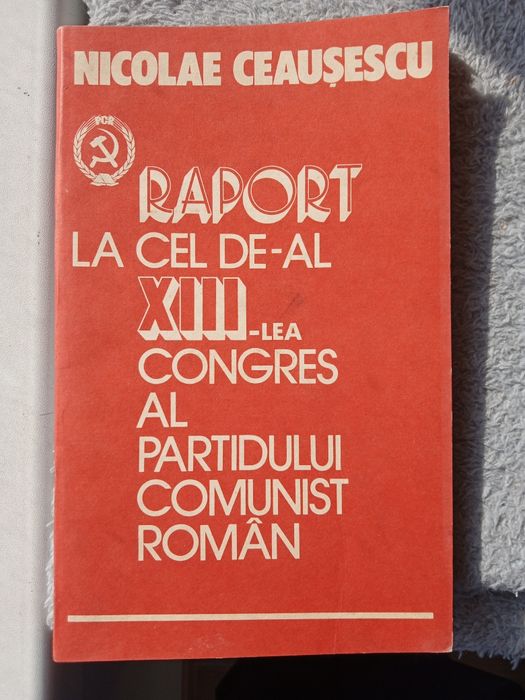 NICOLAE CEAUȘESCU
PCR
RAPORT
LA CEL DE-AL
XIII-LEA
CONGRES
AL
PARTIDULUI
COMUNIST
ROMÂN